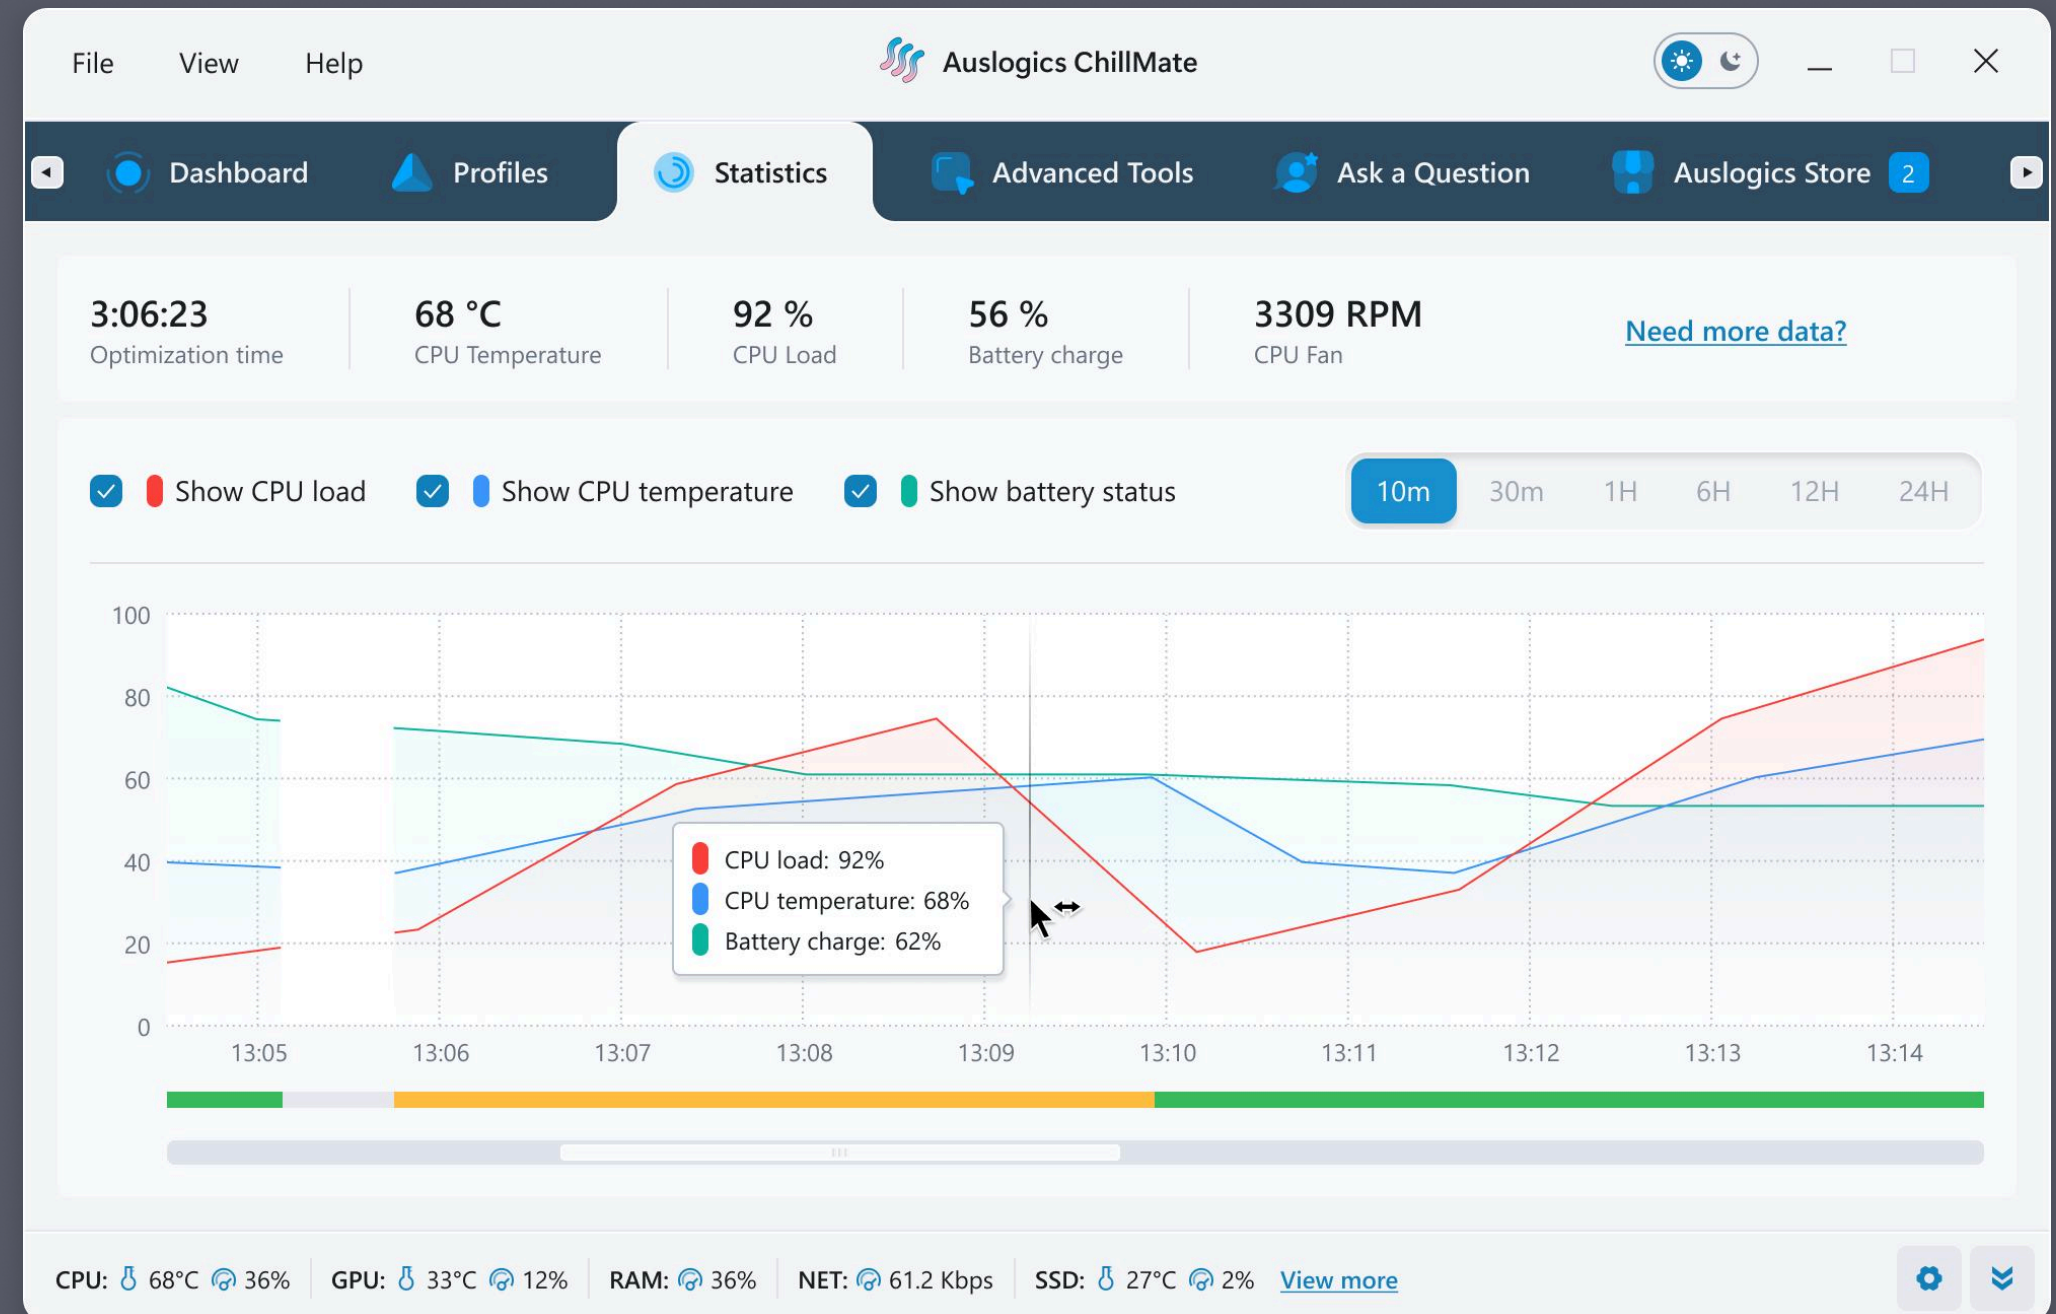 File View Help Auslogics ChillMate
Dashboard Profiles Statistics Advanced Tools Ask a Question Auslogics Store 2
3:06:23 68 °C 92 % 56 % 3309 RPM Need more data?
Optimization time CPU Temperature CPU Load Battery charge CPU Fan
Show CPU load Show CPU temperature Show battery status 10m 30m 1H 6H 12H 24H
100
80
60
40
20
0
CPU load: 92%
CPU temperature: 68%
Battery charge: 62%
13:05 13:06 13:07 13:08 13:09 13:10 13:11 13:12 13:13 13:14
CPU: 68°C 36% GPU: 33°C 12% RAM: 36% NET: 61.2 Kbps SSD: 27°C 2% View more